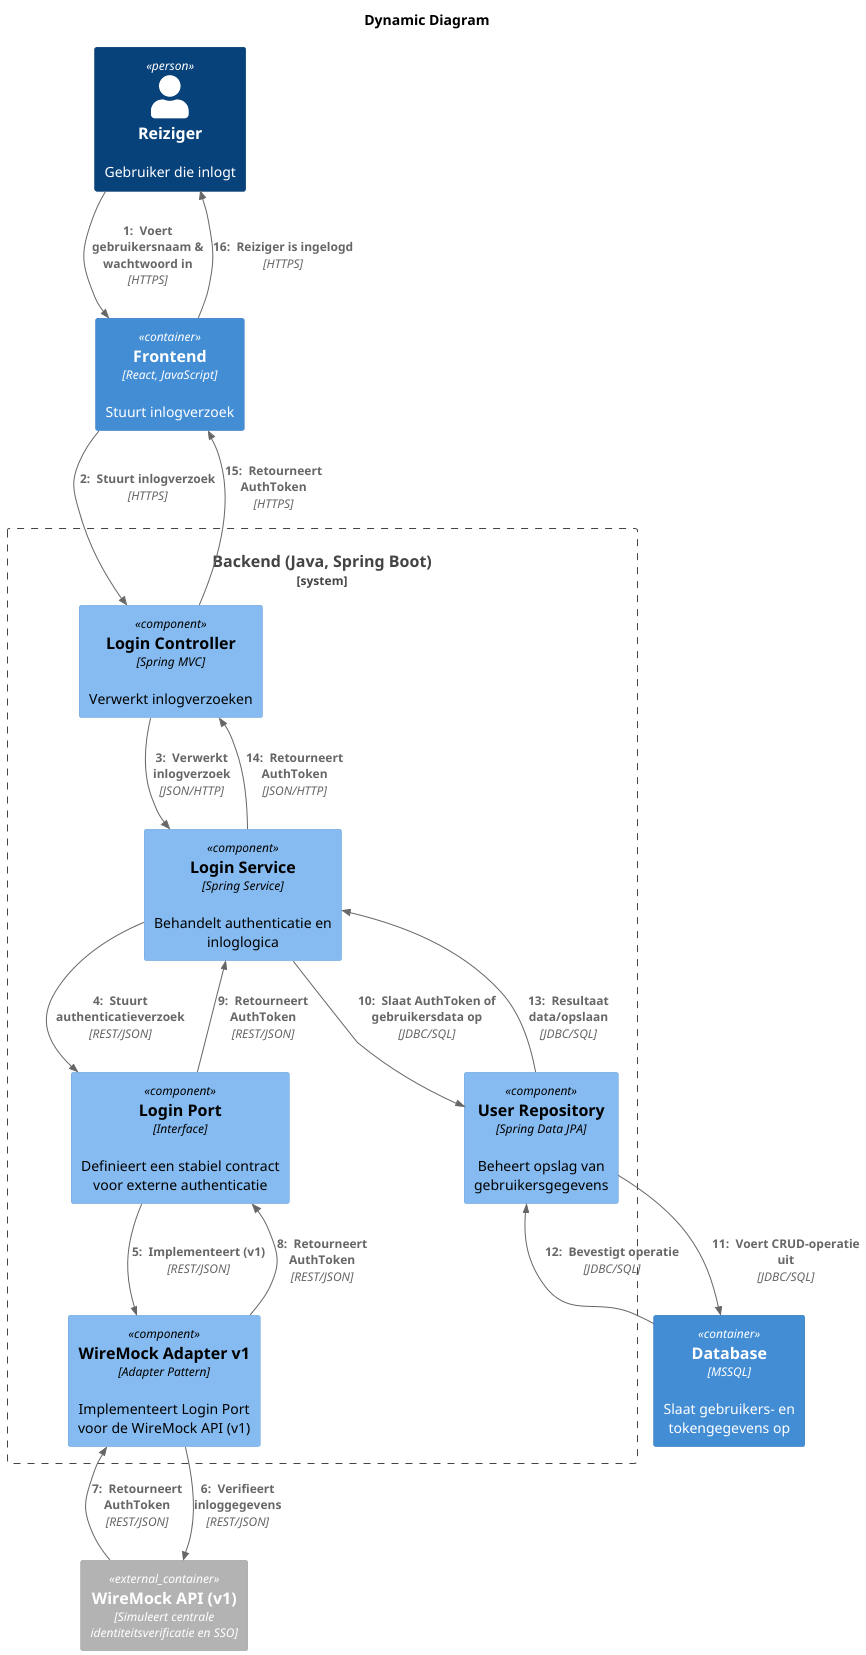 Dynamic Diagram
«person»
Reiziger
Gebruiker die inlogt
1:  Voert
gebruikersnaam &
wachtwoord in
[HTTPS]
16:  Reiziger is ingelogd
[HTTPS]
«container»
Frontend
[React, JavaScript]
Stuurt inlogverzoek
2:  Stuurt inlogverzoek
[HTTPS]
15:  Retourneert
AuthToken
[HTTPS]
Backend (Java, Spring Boot)
[system]
«component»
Login Controller
[Spring MVC]
Verwerkt inlogverzoeken
3:  Verwerkt
inlogverzoek
[JSON/HTTP]
14:  Retourneert
AuthToken
[JSON/HTTP]
«component»
Login Service
[Spring Service]
Behandelt authenticatie en
inloglogica
4:  Stuurt
authenticatieverzoek
[REST/JSON]
9:  Retourneert
AuthToken
[REST/JSON]
10:  Slaat AuthToken of
gebruikersdata op
[JDBC/SQL]
13:  Resultaat
data/opslaan
[JDBC/SQL]
«component»
Login Port
[Interface]
Definieert een stabiel contract
voor externe authenticatie
«component»
User Repository
[Spring Data JPA]
Beheert opslag van
gebruikersgegevens
5:  Implementeert (v1)
[REST/JSON]
8:  Retourneert
AuthToken
[REST/JSON]
12:  Bevestigt operatie
[JDBC/SQL]
11:  Voert CRUD-operatie
uit
[JDBC/SQL]
«component»
WireMock Adapter v1
[Adapter Pattern]
Implementeert Login Port
voor de WireMock API (v1)
«container»
Database
[MSSQL]
Slaat gebruikers- en
tokengegevens op
7:  Retourneert
AuthToken
[REST/JSON]
6:  Verifieert
inloggegevens
[REST/JSON]
«external_container»
WireMock API (v1)
[Simuleert centrale
identiteitsverificatie en SSO]